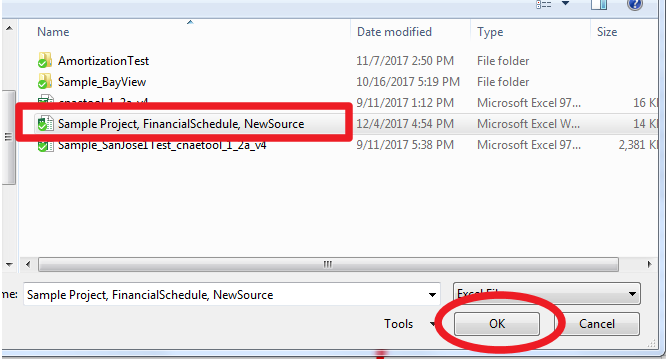 Name Date modified Type Size
AmortizationTest 11/7/2017 2:50 PM File folder
Sample_BayView 10/16/2017 5:19 PM File folder
cnaetool_1_2a_v4 9/11/2017 1:12 PM Microsoft Excel 97... 16 K
Sample Project, FinancialSchedule, NewSource 12/4/2017 4:54 PM Microsoft Excel W... 14 K
Sample_SanJose1Test_cnaetool_1_2a_v4 9/11/2017 5:38 PM Microsoft Excel 97... 2,381 K
me: Sample Project, FinancialSchedule, NewSource Excel Fil
Tools OK Cancel